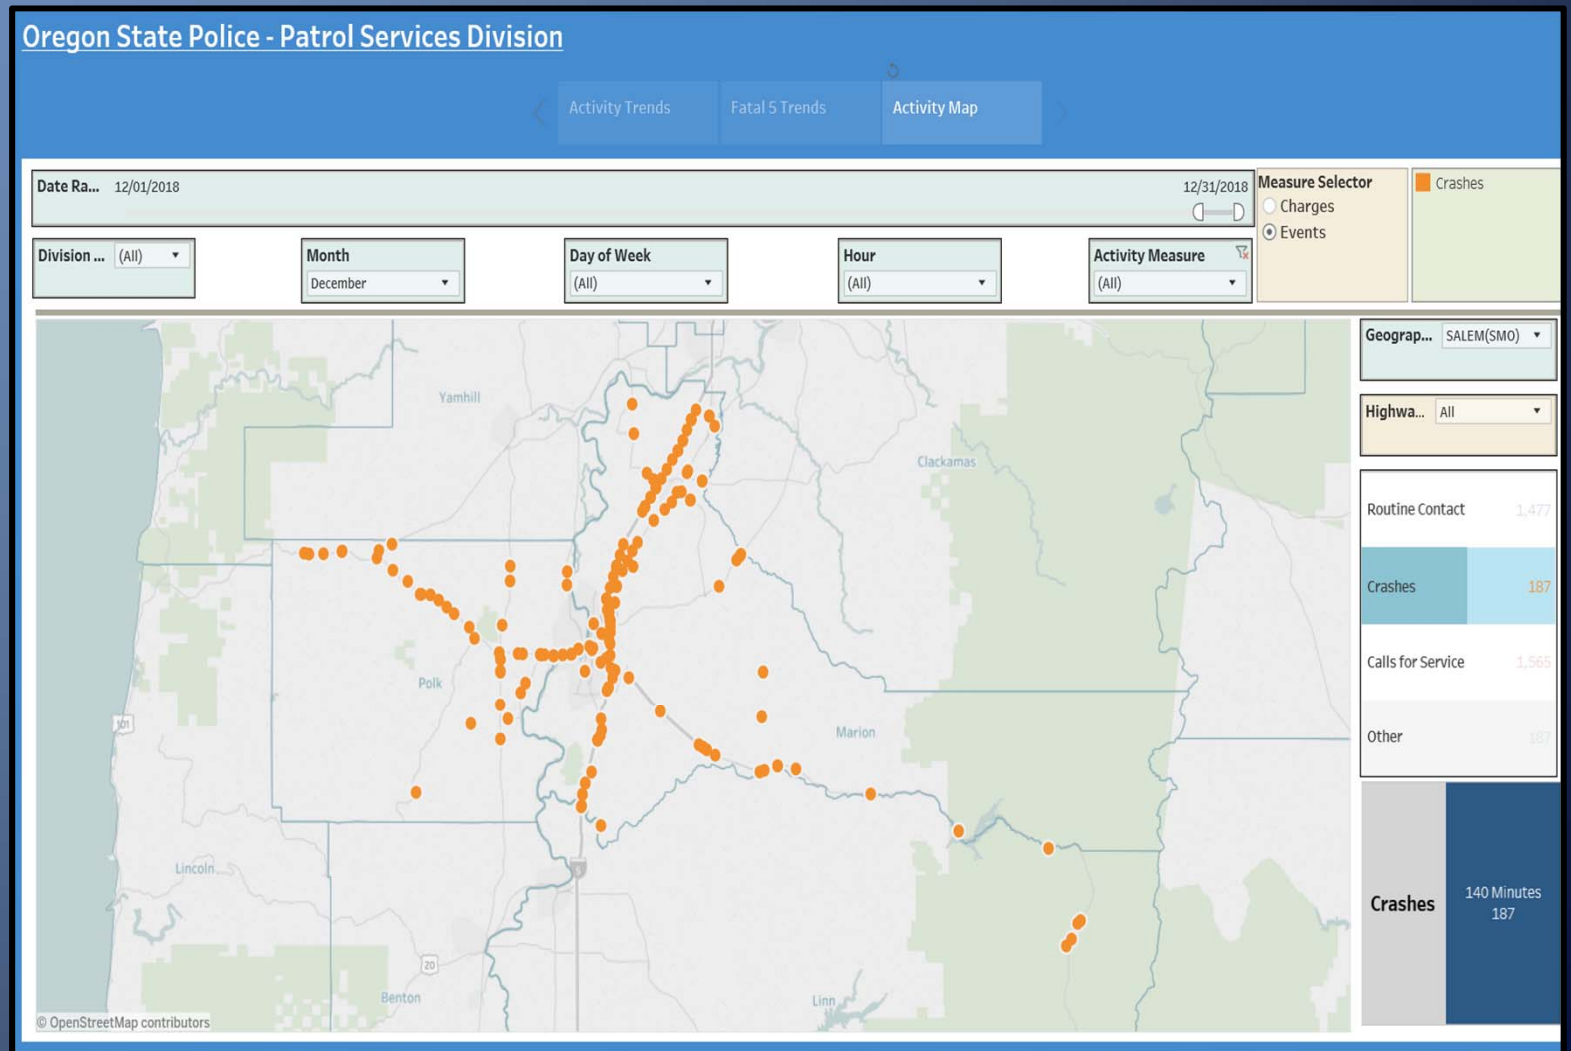 Oregon State Police - Patrol Services Division
Activity Trends
Fatal 5 Trends
Activity Map
Date Ra... 12/01/2018
12/31/2018
Measure Selector
Charges
Events
Crashes
Division ... (All)
Month
December
Day of Week
(All)
Hour
(All)
Activity Measure
(All)
Geograp... SALEM(SMO)
Highwa... All
Yamhill
Clackamas
Polk
101
Marion
Lincoln
5
20
Benton
Linn
© OpenStreetMap contributors
Routine Contact 1,477
Crashes 187
Calls for Service 1,565
Other 187
Crashes
140 Minutes
187